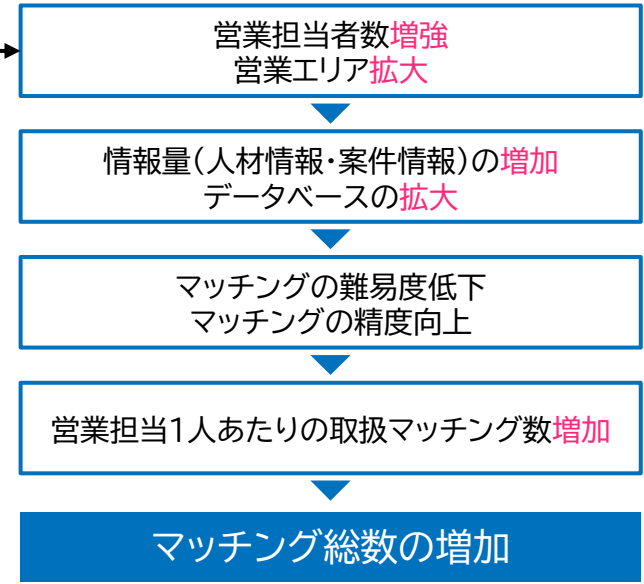 営業担当者数増強
営業エリア拡大
情報量(人材情報・案件情報)の増加
データベースの拡大
マッチングの難易度低下
マッチングの精度向上
営業担当1人あたりの取扱マッチング数増加
マッチング総数の増加